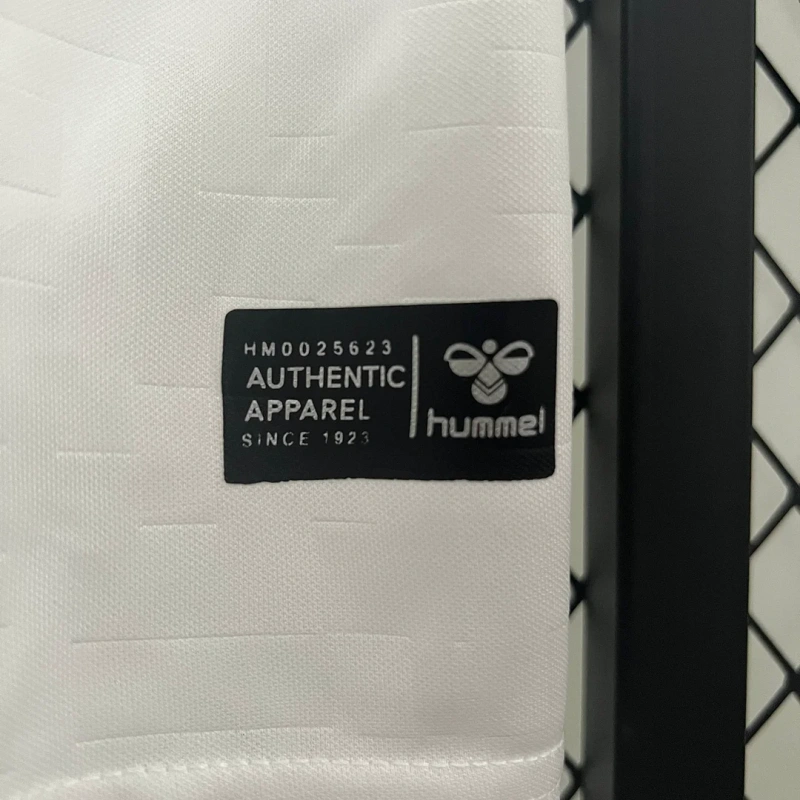 HM0025623
AUTHENTIC
APPAREL
SINCE 1923
hummel